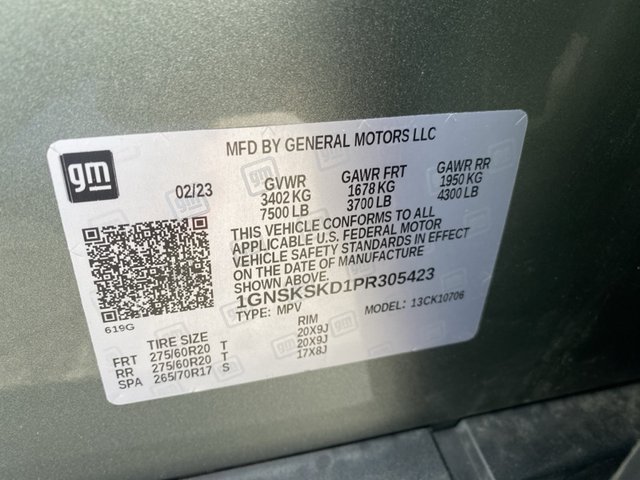 MFD BY GENERAL MOTORS LLC
gm
02/23 GVWR GAWR FRT GAWR RR
3402 KG 1678 KG 1950 KG
7500 LB 3700 LB 4300 LB
THIS VEHICLE CONFORMS TO ALL
APPLICABLE U.S. FEDERAL MOTOR
VEHICLE SAFETY STANDARDS IN EFFECT
ON THE DATE OF MANUFACTURE
SHOWN ABOVE.
1GNSKSKD1PR305423
TYPE: MPV MODEL: 13CK10706
619G
TIRE SIZE RIM
FRT 275/60R20 T 20X9J
RR 275/60R20 T 20X9J
SPA 265/70R17 S 17X8J